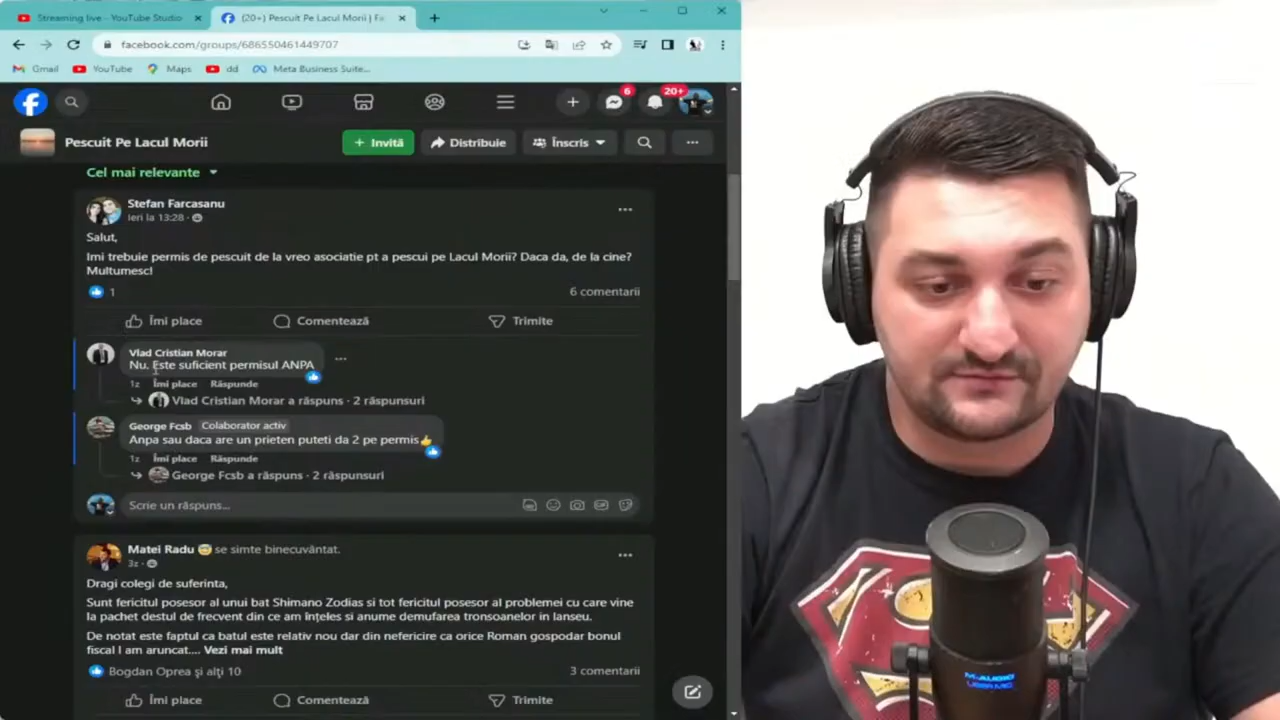 Streaming live - YouTube Studio
(20+) Pescuit Pe Lacul Morii | Fa
facebook.com/groups/686550461449707
Gmail
YouTube
Maps
dd
Meta Business Suite...
6
20+
Pescuit Pe Lacul Morii
+ Invită
Distribuie
Înscris
Cel mai relevante
Stefan Farcasanu
Ieri la 13:28
Salut,
Imi trebuie permis de pescuit de la vreo asociatie pt a pescui pe Lacul Morii? Daca da, de la cine?
Multumesc!
1
6 comentarii
Îmi place
Comentează
Trimite
Vlad Cristian Morar
Nu. Este suficient permisul ANPA
1z Îmi place Răspunde
Vlad Cristian Morar a răspuns · 2 răspunsuri
George Fcsb Colaborator activ
Anpa sau daca are un prieten puteti da 2 pe permis👍
1z Îmi place Răspunde
George Fcsb a răspuns · 2 răspunsuri
Scrie un răspuns...
Matei Radu 😇 se simte binecuvântat.
3z
Dragi colegi de suferinta,
Sunt fericitul posesor al unui bat Shimano Zodias si tot fericitul posesor al problemei cu care vine
la pachet destul de frecvent din ce am înțeles si anume demufarea tronsoanelor in lanseu.
De notat este faptul ca batul este relativ nou dar din nefericire ca orice Roman gospodar bonul
fiscal l am aruncat.... Vezi mai mult
Bogdan Oprea și alți 10
3 comentarii
Îmi place
Comentează
Trimite
M-AUDIO